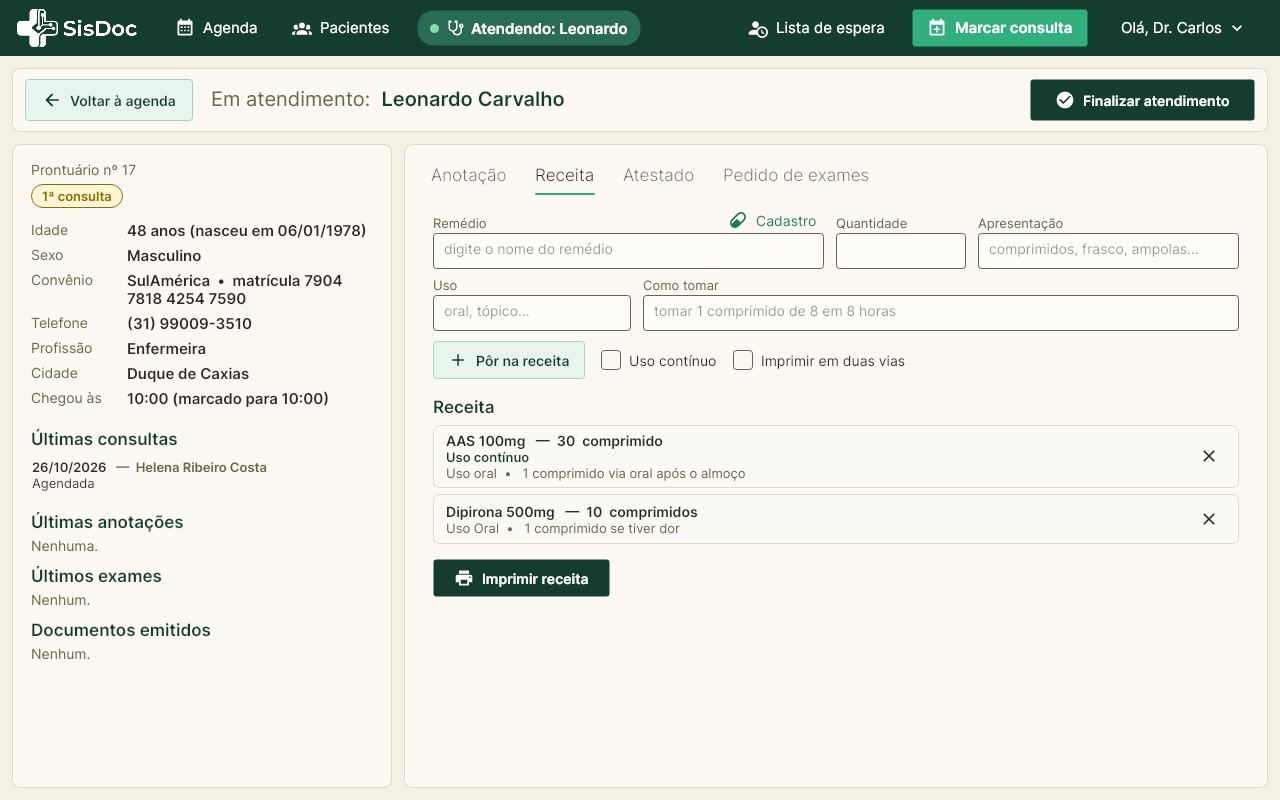 SisDoc
Agenda
Pacientes
Atendendo: Leonardo
Lista de espera
Marcar consulta
Olá, Dr. Carlos
Voltar à agenda
Em atendimento: Leonardo Carvalho
Finalizar atendimento
Prontuário nº 17
1ª consulta
Idade 48 anos (nasceu em 06/01/1978)
Sexo Masculino
Convênio SulAmérica • matrícula 7904
7818 4254 7590
Telefone (31) 99009-3510
Profissão Enfermeira
Cidade Duque de Caxias
Chegou às 10:00 (marcado para 10:00)
Últimas consultas
26/10/2026 — Helena Ribeiro Costa
Agendada
Últimas anotações
Nenhuma.
Últimos exames
Nenhum.
Documentos emitidos
Nenhum.
Anotação Receita Atestado Pedido de exames
Remédio Cadastro Quantidade Apresentação
digite o nome do remédio comprimidos, frasco, ampolas...
Uso Como tomar
oral, tópico... tomar 1 comprimido de 8 em 8 horas
Pôr na receita Uso contínuo Imprimir em duas vias
Receita
AAS 100mg — 30 comprimido
Uso contínuo
Uso oral • 1 comprimido via oral após o almoço
Dipirona 500mg — 10 comprimidos
Uso Oral • 1 comprimido se tiver dor
Imprimir receita